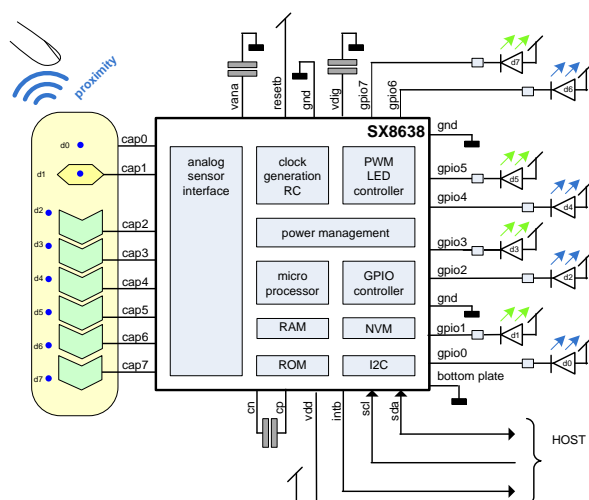 proximity
d0
cap0
d1
cap1
d2
cap2
d3
cap3
d4
cap4
d5
cap5
d6
cap6
d7
cap7
vana
resetb
gnd
vdig
gpio7
gpio6
SX8638
analog
sensor
interface
clock
generation
RC
PWM
LED
controller
power management
micro
processor
GPIO
controller
RAM
NVM
ROM
I2C
gnd
gpio5
gpio4
gpio3
gpio2
gnd
gpio1
gpio0
bottom plate
d7
d6
d5
d4
d3
d2
d1
d0
cn
cp
vdd
intb
scl
sda
HOST